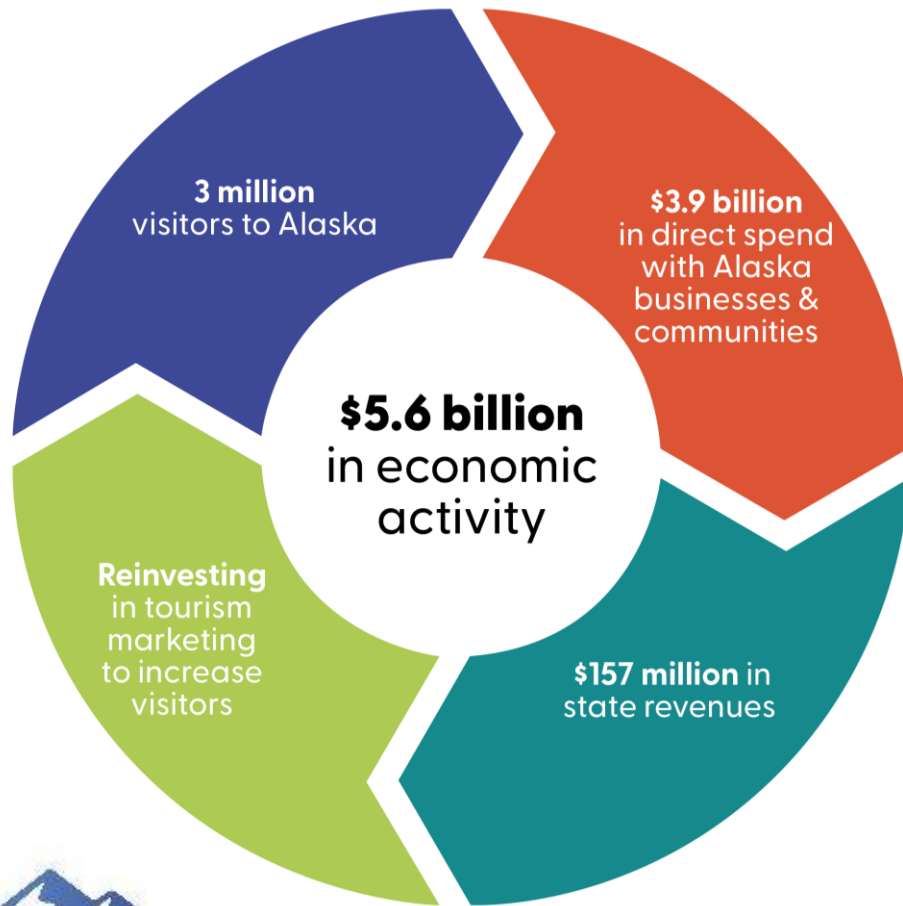 3 million
visitors to Alaska
$3.9 billion
in direct spend
with Alaska
businesses &
communities
$5.6 billion
in economic
activity
$157 million in
state revenues
Reinvesting
in tourism
marketing
to increase
visitors